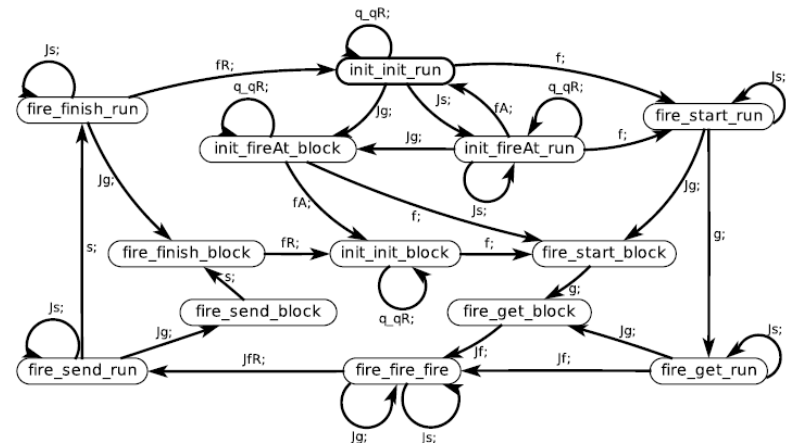 q_qR;
Js;
fR;
init_init_run
f;
Js;
fire_finish_run
q_qR;
Jg;
Js;
fA;
q_qR;
fire_start_run
init_fireAt_block
Jg;
init_fireAt_run
f;
Jg;
fA;
f;
Js;
Jg;
g;
s;
fire_finish_block
fR;
init_init_block
f;
fire_start_block
s;
g;
fire_send_block
q_qR;
fire_get_block
Js;
Jg;
Jf;
Jg;
Js;
fire_send_run
JfR;
fire_fire_fire
Jf;
fire_get_run
Jg;
Js;